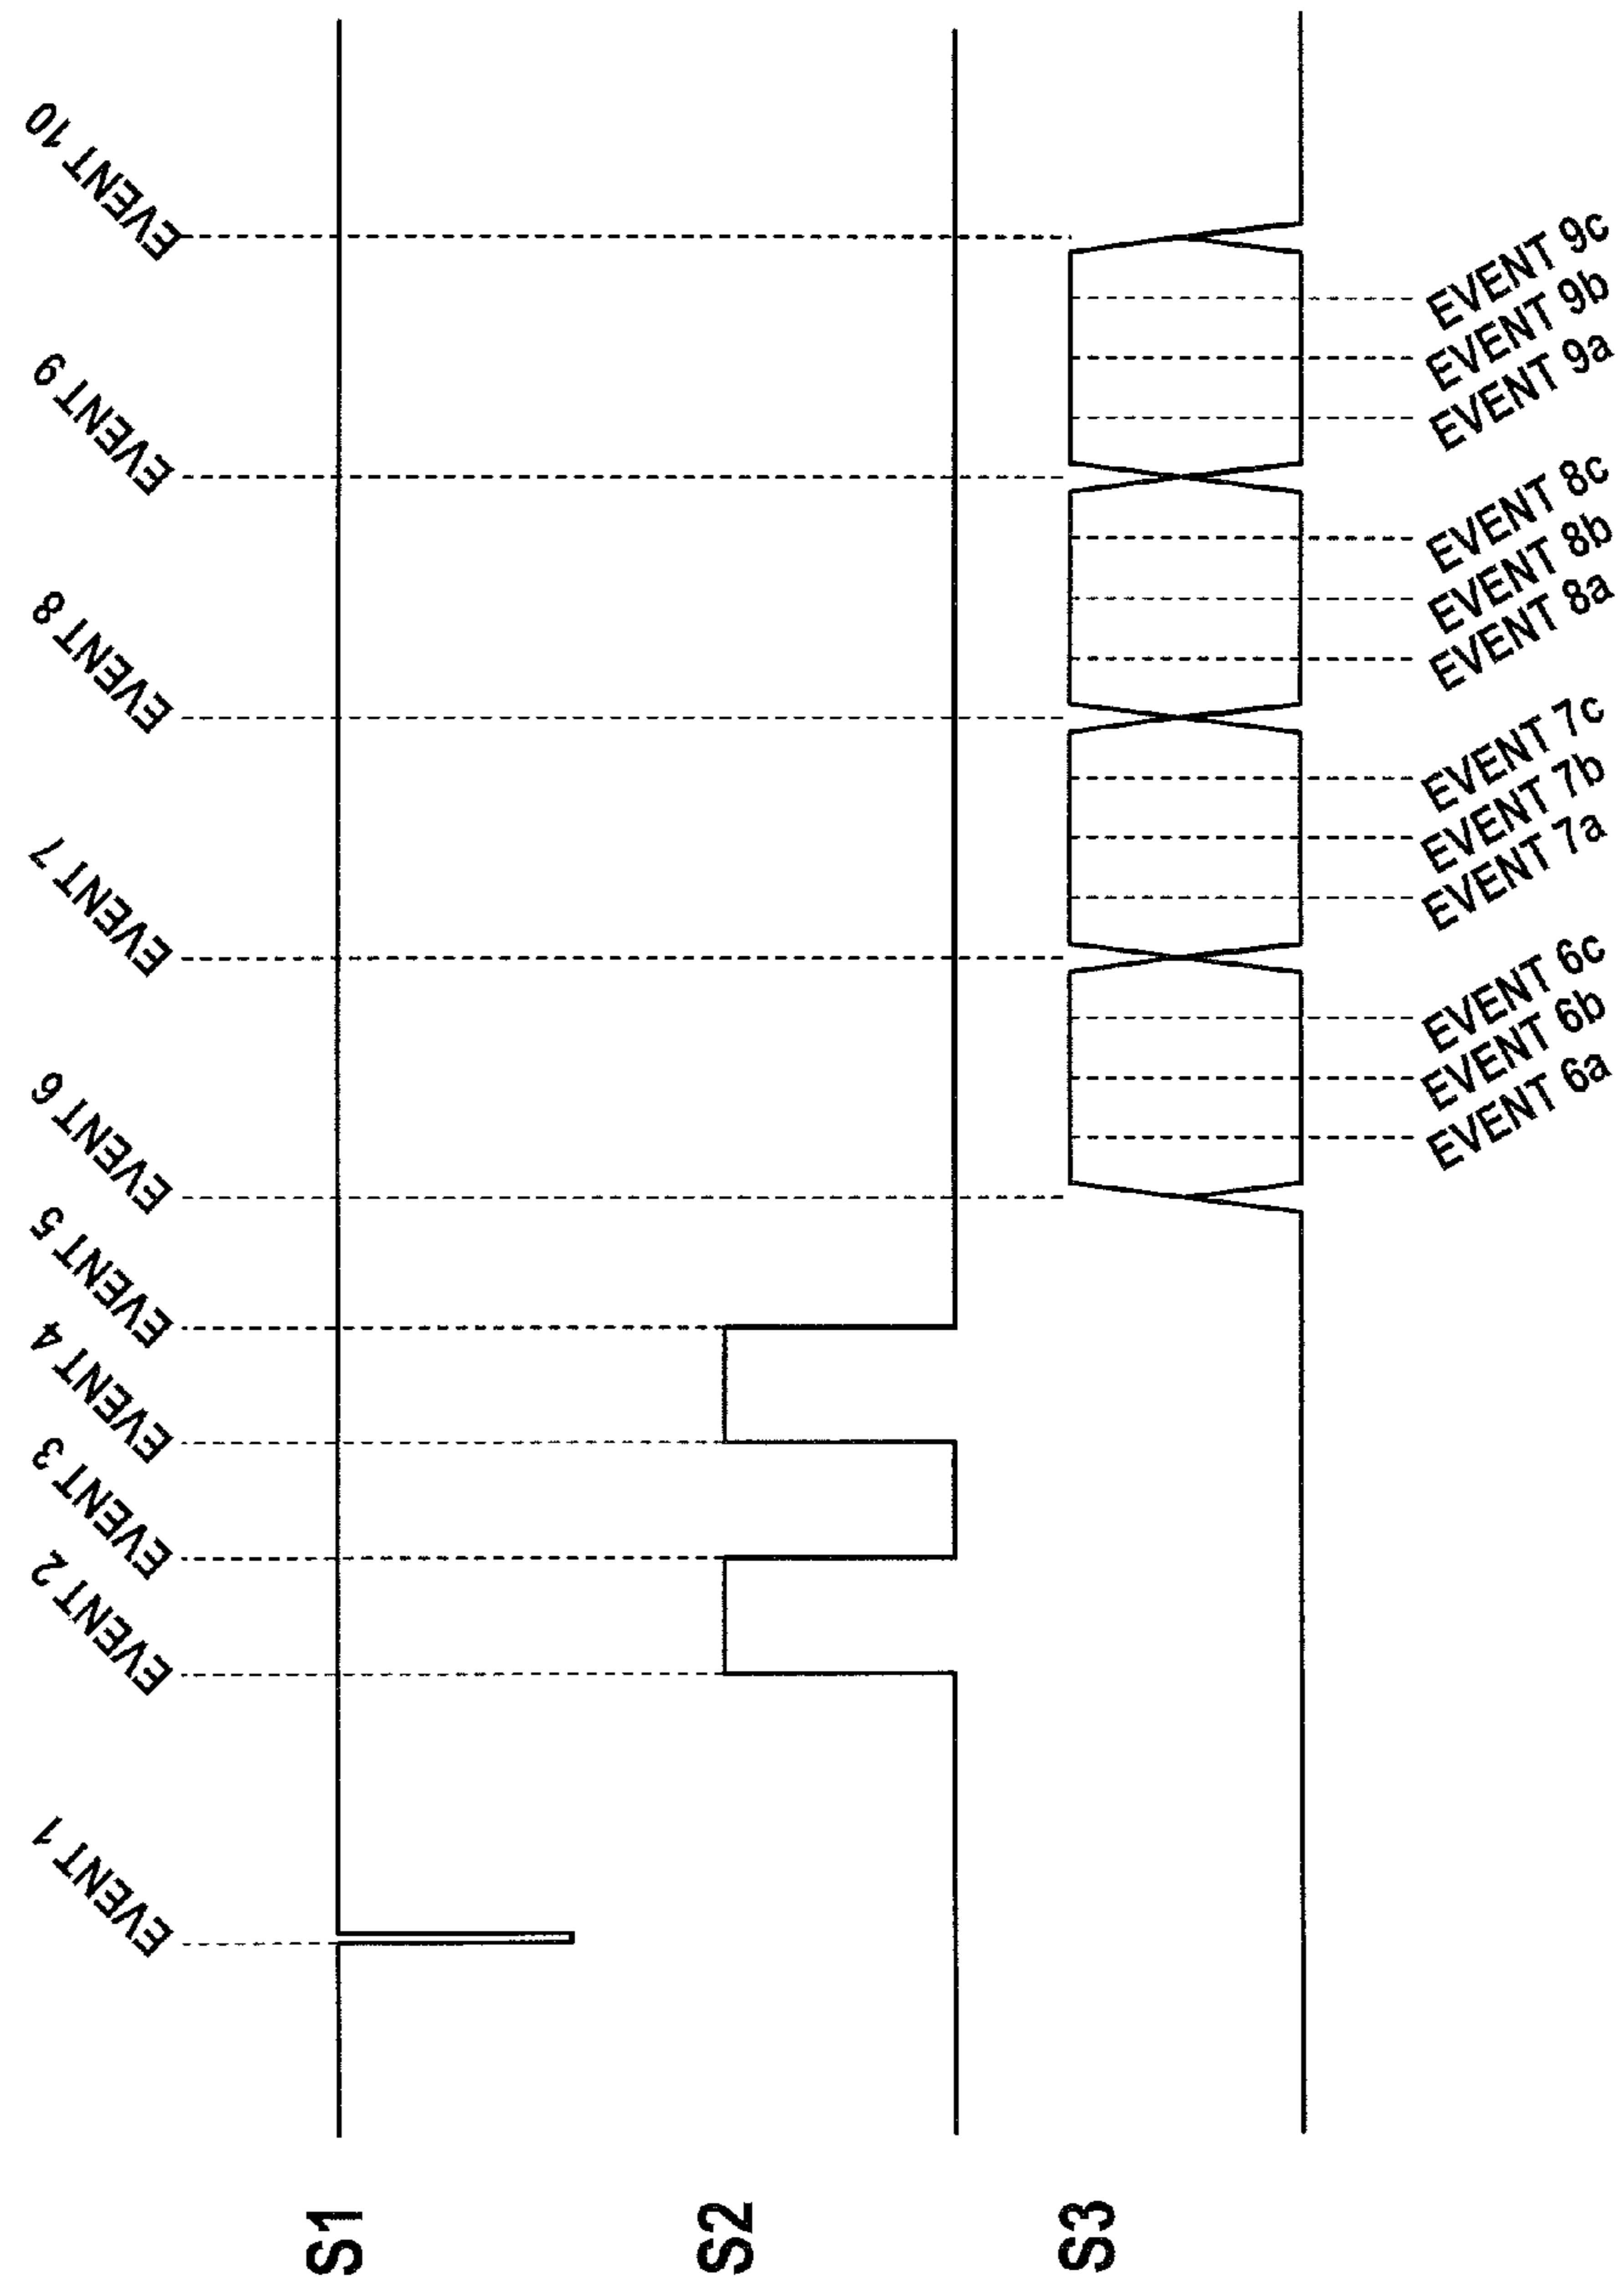 EVENT 1
EVENT 2
EVENT 3
EVENT 4
EVENT 5
EVENT 6
EVENT 7
EVENT 8
EVENT 9
EVENT 10
S1
S2
S3
EVENT 6a
EVENT 6b
EVENT 6c
EVENT 7a
EVENT 7b
EVENT 7c
EVENT 8a
EVENT 8b
EVENT 8c
EVENT 9a
EVENT 9b
EVENT 9c